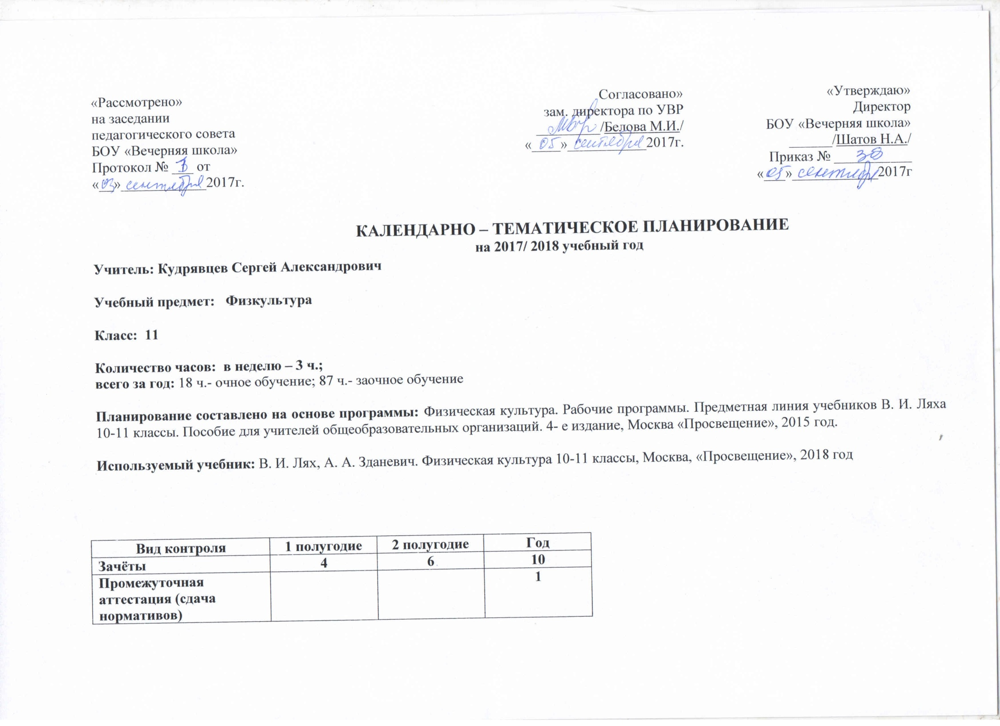 «Рассмотрено»
на заседании
педагогического совета
БОУ «Вечерняя школа»
Протокол № 1 от
«03» сентября 2017г.
Согласовано»
зам. директора по УВР
/Белова М.И./
«05» сентября 2017г.
«Утверждаю»
Директор
БОУ «Вечерняя школа»
/Шатов Н.А./
Приказ № 38
«05» сентября 2017г
КАЛЕНДАРНО – ТЕМАТИЧЕСКОЕ ПЛАНИРОВАНИЕ
на 2017/ 2018 учебный год
Учитель: Кудрявцев Сергей Александрович
Учебный предмет: Физкультура
Класс: 11
Количество часов: в неделю – 3 ч.;
всего за год: 18 ч.- очное обучение; 87 ч.- заочное обучение
Планирование составлено на основе программы: Физическая культура. Рабочие программы. Предметная линия учебников В. И. Ляха
10-11 классы. Пособие для учителей общеобразовательных организаций. 4- е издание, Москва «Просвещение», 2015 год.
Используемый учебник: В. И. Лях, А. А. Зданевич. Физическая культура 10-11 классы, Москва, «Просвещение», 2018 год
Вид контроля 1 полугодие 2 полугодие Год
Зачёты 4 6 10
Промежуточная 1
аттестация (сдача
нормативов)